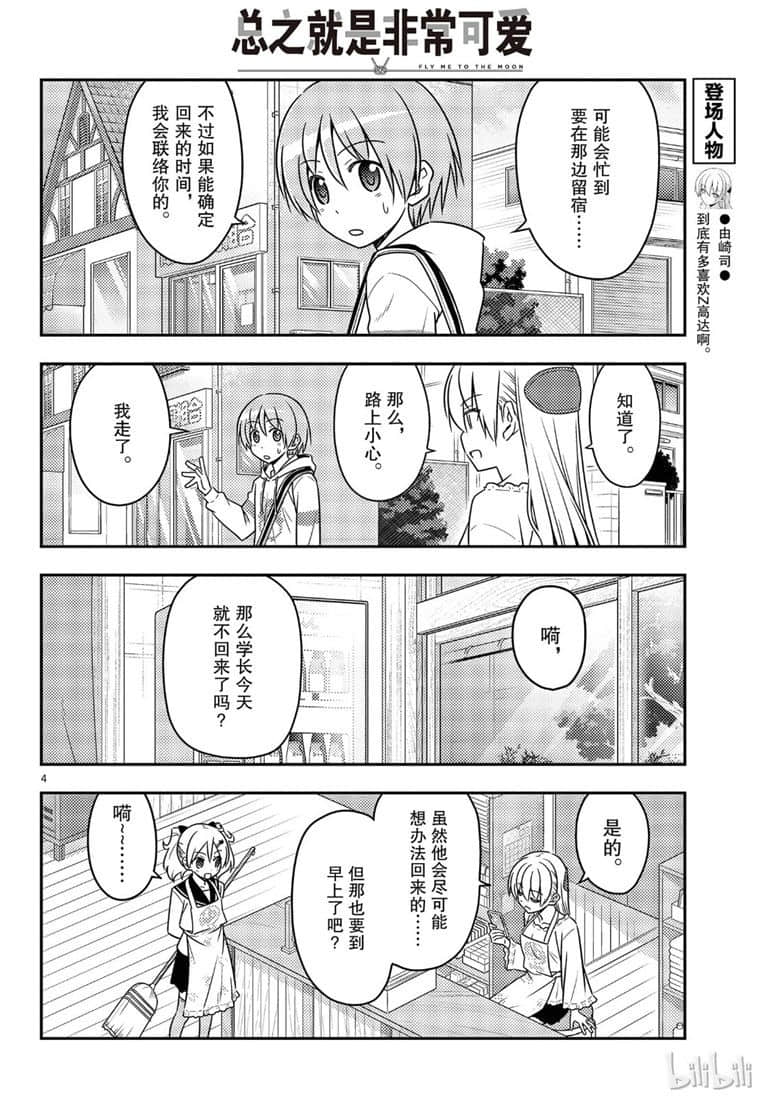 总之就是非常可爱
FLY ME TO THE MOON
登场人物
●由崎司●
到底有多喜欢Z高达啊。
可能会忙到
要在那边留宿……
不过如果能确定
回来的时间，
我会联络你的。
知道了。
那么，
路上小心。
我走了。
嗬，
那么学长今天
就不回来了吗？
4
是的。
虽然他会尽可能
想办法回来的……
但那也要到
早上了吧？
嗬～……
bilibili